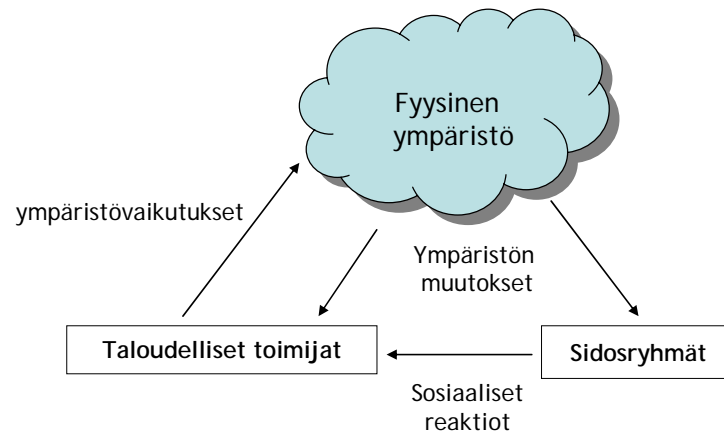 Fyysinen
ympäristö
ympäristövaikutukset
Ympäristön
muutokset
Taloudelliset toimijat
Sidosryhmät
Sosiaaliset
reaktiot